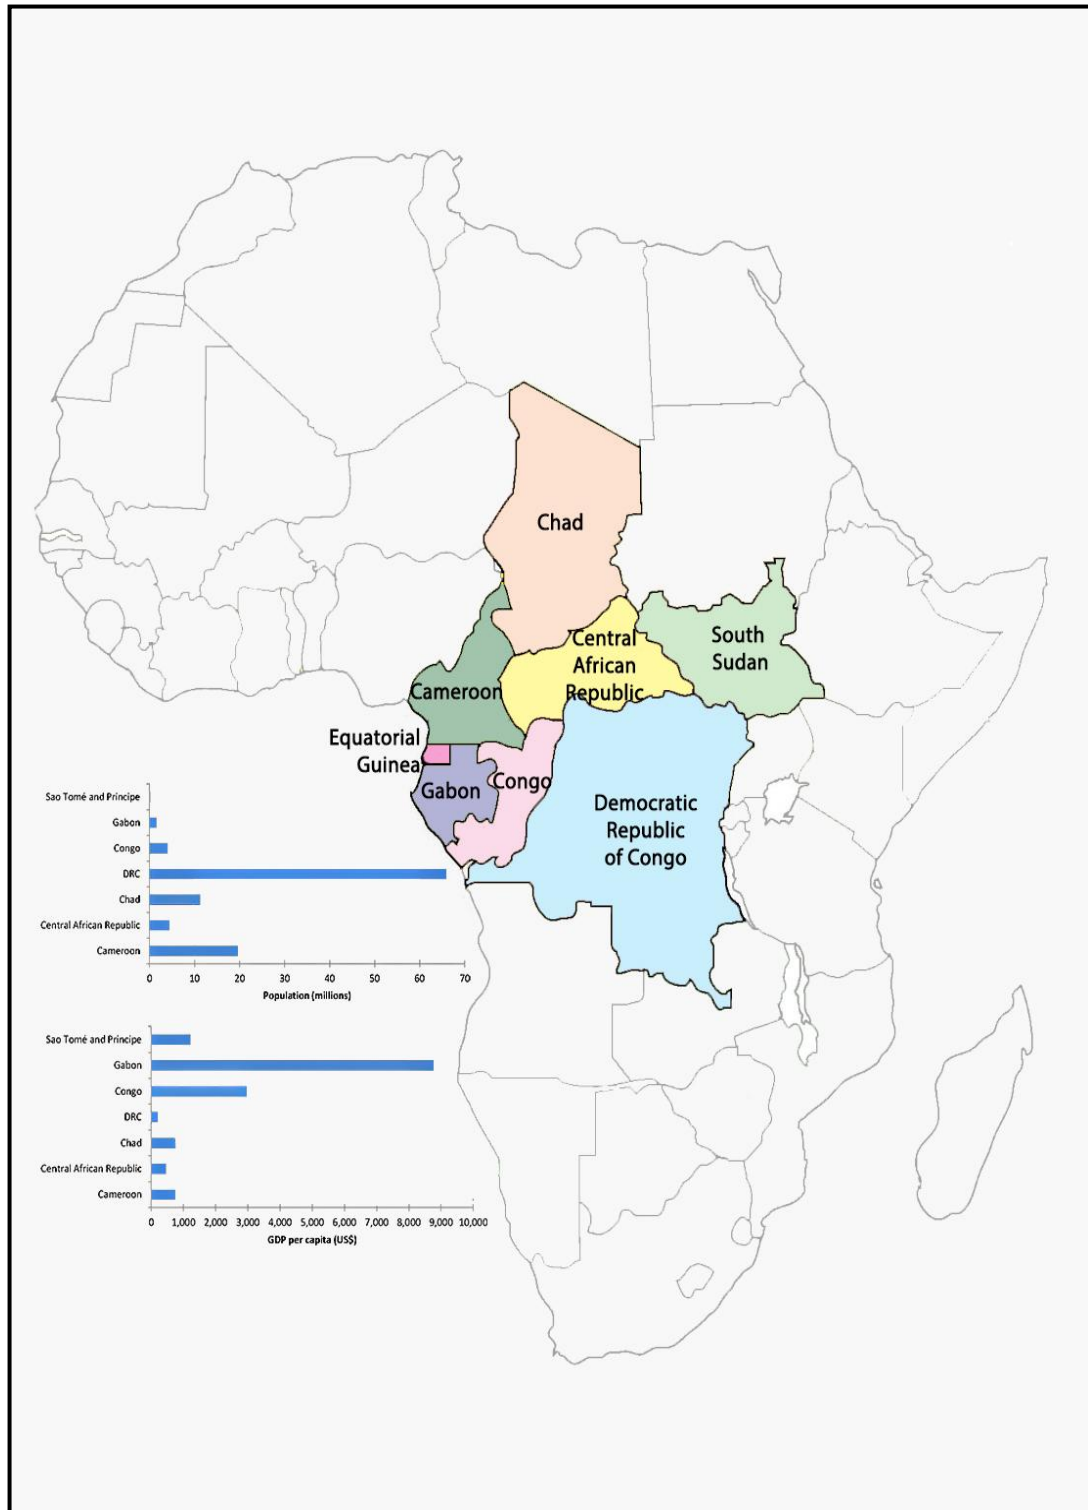 Chad
Central
African
Republic
South
Sudan
Cameroon
Equatorial
Guinea
Gabon
Congo
Democratic
Republic
of Congo
Sao Tomé and Principe
Gabon
Congo
DRC
Chad
Central African Republic
Cameroon
0 10 20 30 40 50 60 70
Population (millions)
Sao Tomé and Principe
Gabon
Congo
DRC
Chad
Central African Republic
Cameroon
0 1,000 2,000 3,000 4,000 5,000 6,000 7,000 8,000 9,000 10,000
GDP per capita (US$)